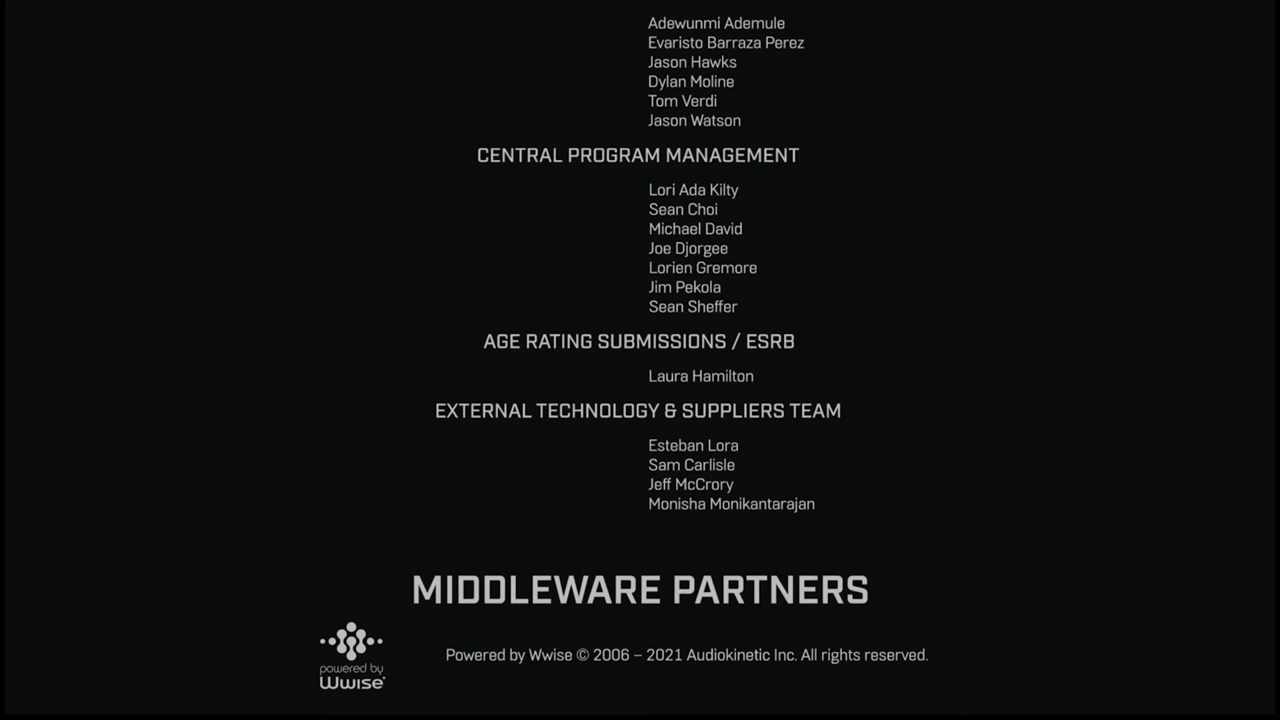 Adewunmi Ademule
Evaristo Barraza Perez
Jason Hawks
Dylan Moline
Tom Verdi
Jason Watson
CENTRAL PROGRAM MANAGEMENT
Lori Ada Kilty
Sean Choi
Michael David
Joe Djorgee
Lorien Gremore
Jim Pekola
Sean Sheffer
AGE RATING SUBMISSIONS / ESRB
Laura Hamilton
EXTERNAL TECHNOLOGY & SUPPLIERS TEAM
Esteban Lora
Sam Carlisle
Jeff McCrory
Monisha Monikantarajan
MIDDLEWARE PARTNERS
powered by
Wwise
Powered by Wwise © 2006 – 2021 Audiokinetic Inc. All rights reserved.